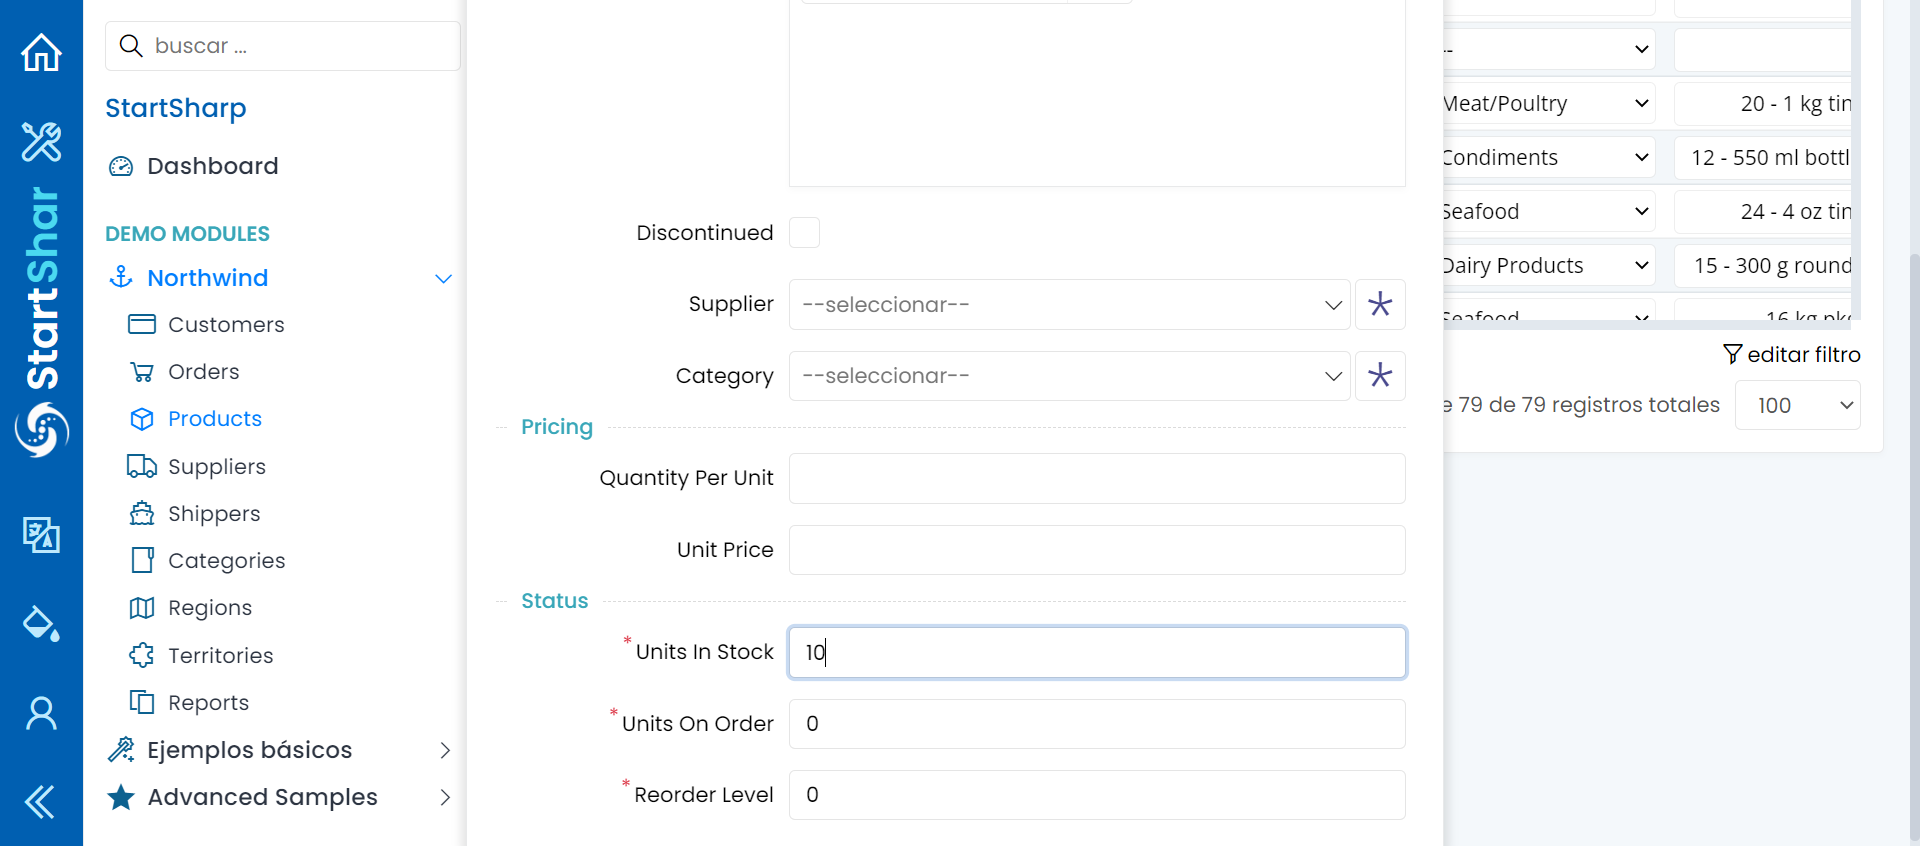 StartShar
buscar ...
StartSharp
Dashboard
DEMO MODULES
Northwind
Customers
Orders
Products
Suppliers
Shippers
Categories
Regions
Territories
Reports
Ejemplos básicos
Advanced Samples
Discontinued
Supplier --seleccionar--
Category --seleccionar--
Pricing
Quantity Per Unit
Unit Price
Status
* Units In Stock 10
* Units On Order 0
* Reorder Level 0
--
Meat/Poultry 20 - 1 kg tin
Condiments 12 - 550 ml bottl
Seafood 24 - 4 oz tin
Dairy Products 15 - 300 g round
Seafood 16 kg pkg
editar filtro
e 79 de 79 registros totales 100